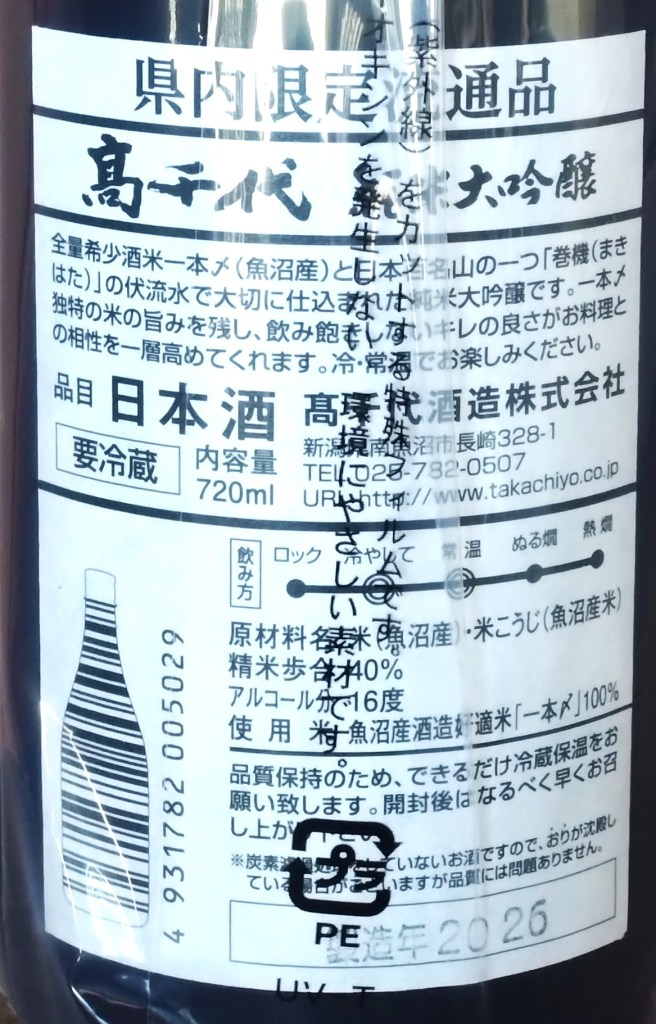 県内限定流通品
髙千代 純米大吟醸
全量希少酒米一本〆(魚沼産)と日本百名山の一つ「巻機(まき
はた)」の伏流水で大切に仕込まれた純米大吟醸です。一本〆
独特の米の旨みを残し、飲み飽きしないキレの良さがお料理と
の相性を一層高めてくれます。冷・常温でお楽しみください。
品目 日本酒
要冷蔵
内容量
720ml
髙千代酒造株式会社
新潟県南魚沼市長崎328-1
TEL 025-782-0507
URL http://www.takachiyo.co.jp
飲み方
ロック 冷やして 常温 ぬる燗 熱燗
原材料名 米(魚沼産)・米こうじ(魚沼産米)
精米歩合 40%
アルコール分 16度
使用米 魚沼産酒造好適米「一本〆」100%
品質保持のため、できるだけ冷蔵保温をお
願い致します。開封後はなるべく早くお召
し上が
※炭素濾過処理をしていないお酒ですので、おりが沈殿し
ている場合がございますが品質には問題ありません。
製造年2026
4 931782 005029
(紫外線)をカットする特殊フィルムです。
オキシンを発生しない環境にやさしい素材です。
プラ
PE
UV-T